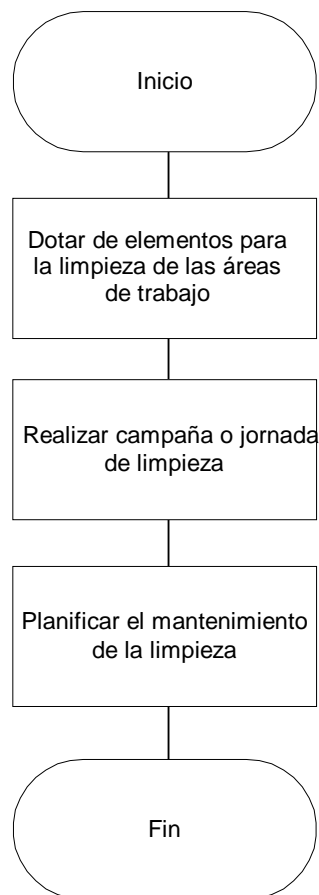 Inicio
Dotar de elementos para
la limpieza de las áreas
de trabajo
Realizar campaña o jornada
de limpieza
Planificar el mantenimiento
de la limpieza
Fin